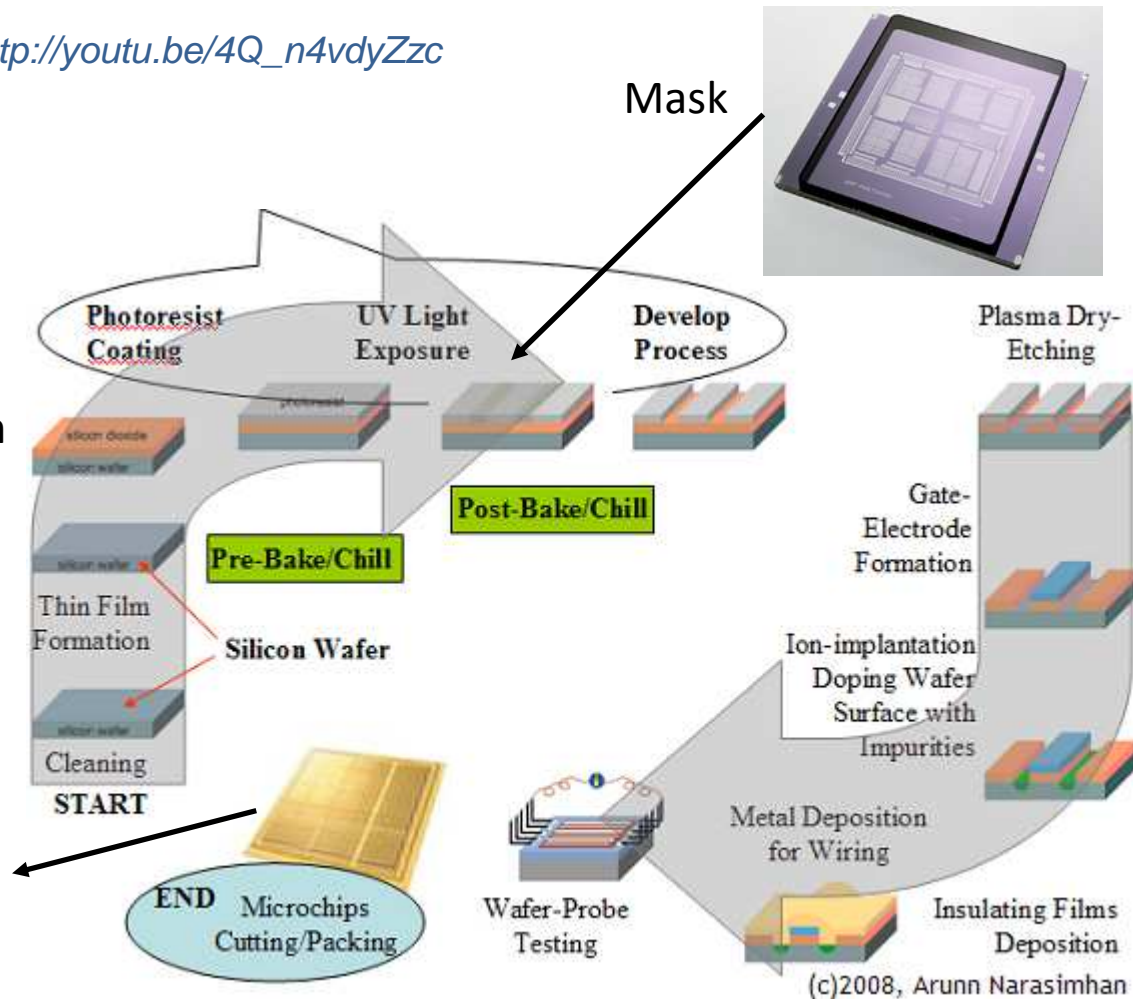 tp://youtu.be/4Q_n4vdyZzc
Mask
Photoresist
Coating
UV Light
Exposure
Develop
Process
Plasma Dry-
Etching
photoresist
silicon dioxide
silicon wafer
n
Post-Bake/Chill
Pre-Bake/Chill
Gate-
Electrode
Formation
silicon wafer
Thin Film
Formation
Silicon Wafer
Ion-implantation
Doping Wafer
Surface with
Impurities
silicon wafer
Cleaning
START
Metal Deposition
for Wiring
END
Microchips
Cutting/Packing
Wafer-Probe
Testing
Insulating Films
Deposition
(c)2008, Arunn Narasimhan